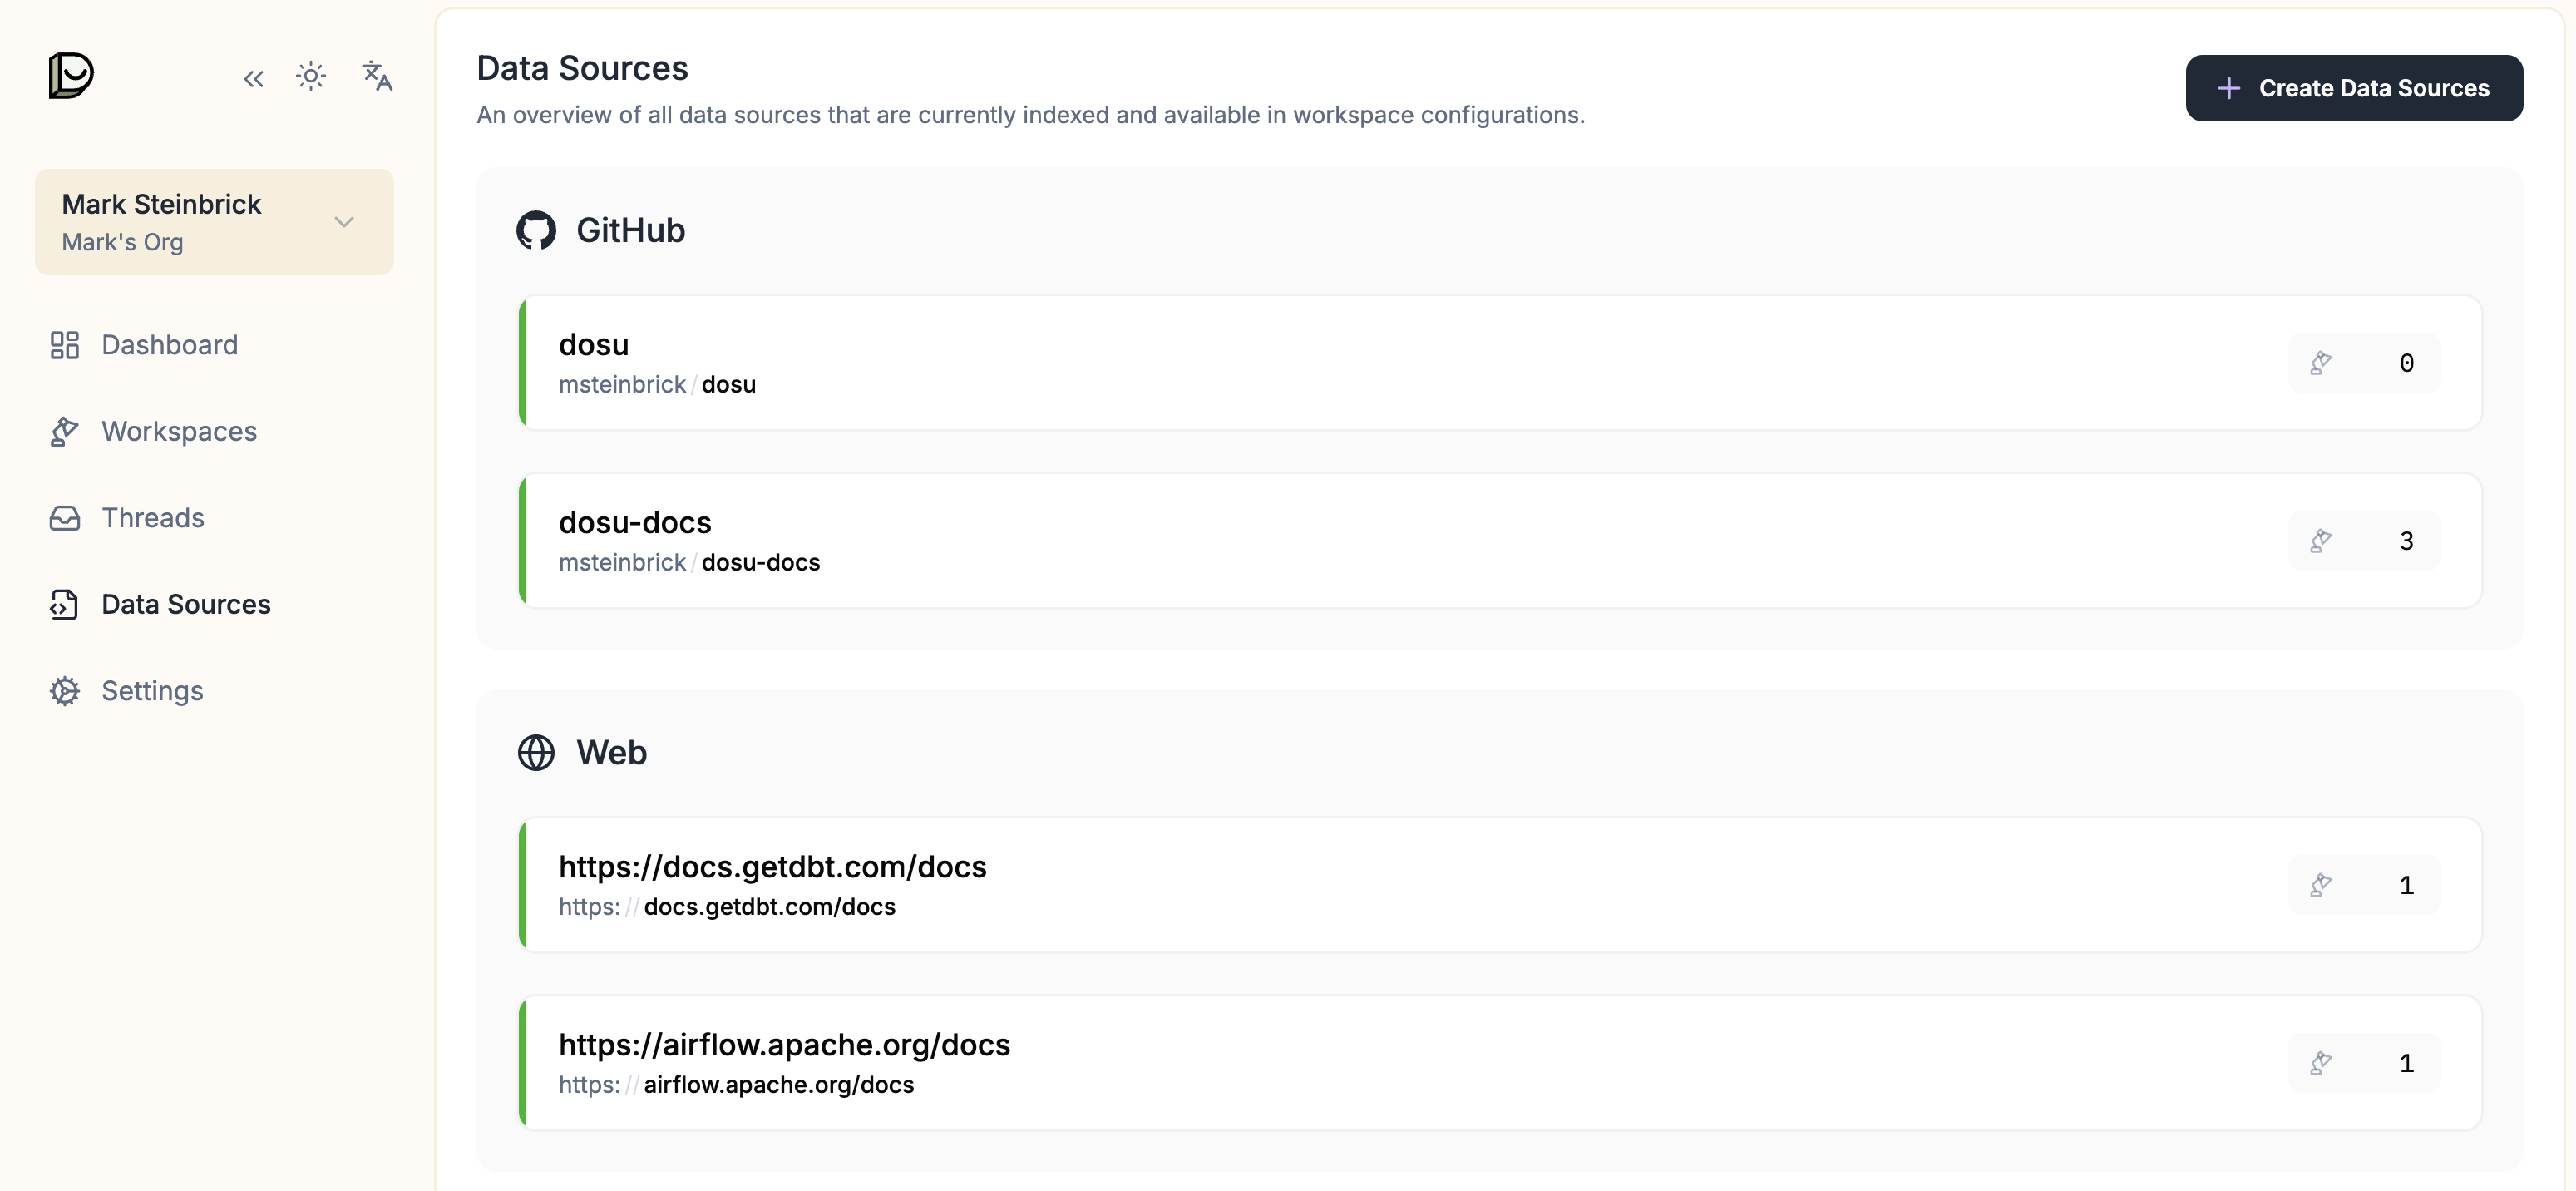 Mark Steinbrick
Mark's Org
Dashboard
Workspaces
Threads
Data Sources
Settings
Data Sources
An overview of all data sources that are currently indexed and available in workspace configurations.
Create Data Sources
GitHub
dosu
msteinbrick / dosu
0
dosu-docs
msteinbrick / dosu-docs
3
Web
https://docs.getdbt.com/docs
https: // docs.getdbt.com/docs
1
https://airflow.apache.org/docs
https: // airflow.apache.org/docs
1